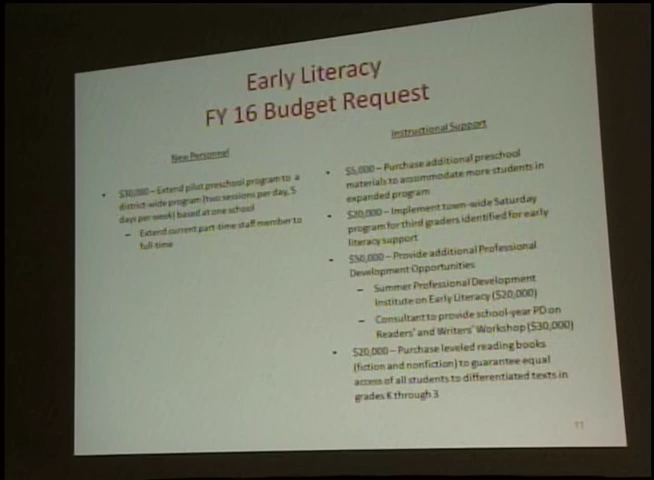 Early Literacy
FY 16 Budget Request
New Personnel
• $30,000 – Extend pilot preschool program to a
district-wide program (two sessions per day, 5
days per week) based at one school
– Extend current part-time staff member to
full-time
Instructional Support
• $5,000 – Purchase additional preschool
materials to accommodate more students in
expanded program
• $20,000 – Implement town-wide Saturday
program for third graders identified for early
literacy support
• $50,000 – Provide additional Professional
Development Opportunities
– Summer Professional Development
Institute on Early Literacy ($20,000)
– Consultant to provide school-year PD on
Readers' and Writers' Workshop ($30,000)
• $20,000 – Purchase leveled reading books
(fiction and nonfiction) to guarantee equal
access of all students to differentiated texts in
grades K through 3
11